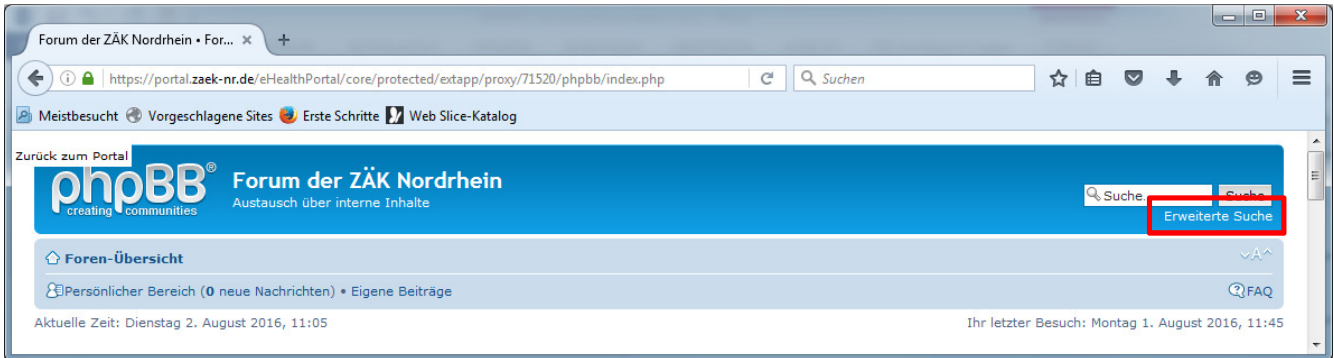 Forum der ZÄK Nordrhein • For...
https://portal.zaek-nr.de/eHealthPortal/core/protected/extapp/proxy/71520/phpbb/index.php
Suchen
Meistbesucht Vorgeschlagene Sites Erste Schritte Web Slice-Katalog
Zurück zum Portal
phpBB®
creating communities
Forum der ZÄK Nordrhein
Austausch über interne Inhalte
Suche… Suche
Erweiterte Suche
Foren-Übersicht
Persönlicher Bereich (0 neue Nachrichten) • Eigene Beiträge
FAQ
Aktuelle Zeit: Dienstag 2. August 2016, 11:05
Ihr letzter Besuch: Montag 1. August 2016, 11:45